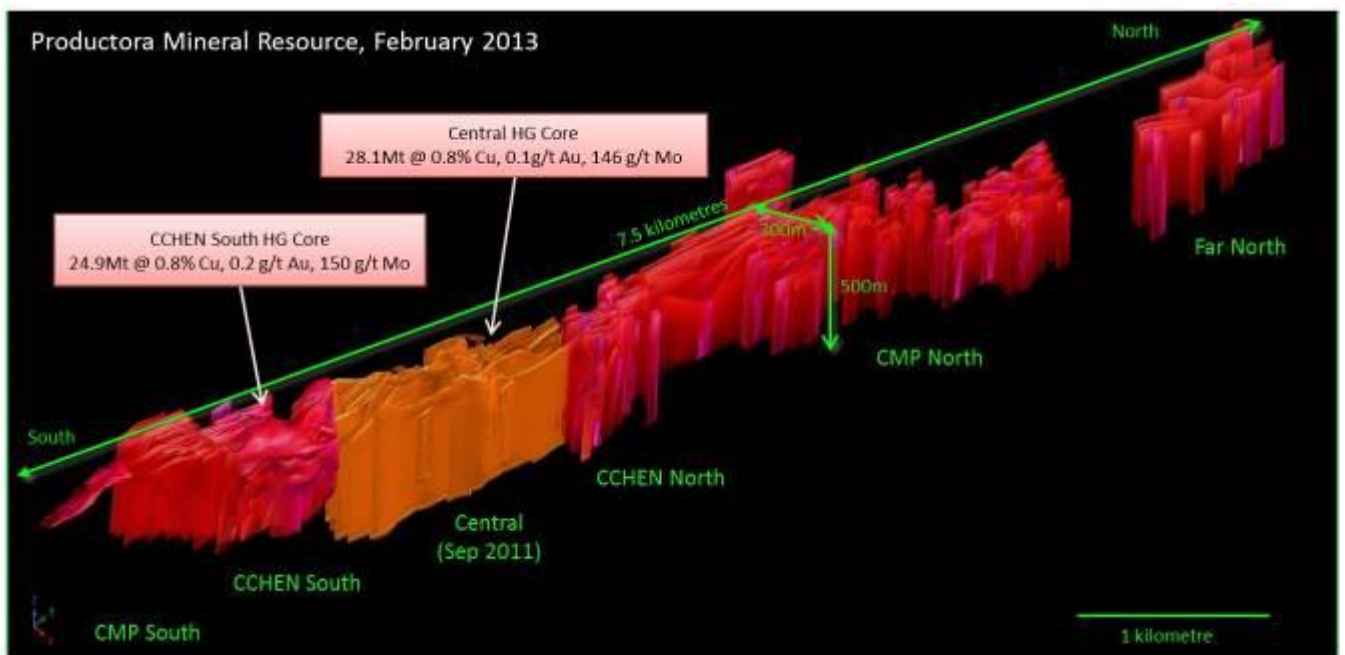 Productora Mineral Resource, February 2013
North
Central HG Core
28.1Mt @ 0.8% Cu, 0.1g/t Au, 146 g/t Mo
CCHEN South HG Core
24.9Mt @ 0.8% Cu, 0.2 g/t Au, 150 g/t Mo
7.5 kilometres
Far North
500m
CMP North
South
CCHEN North
Central
(Sep 2011)
CCHEN South
CMP South
1 kilometre